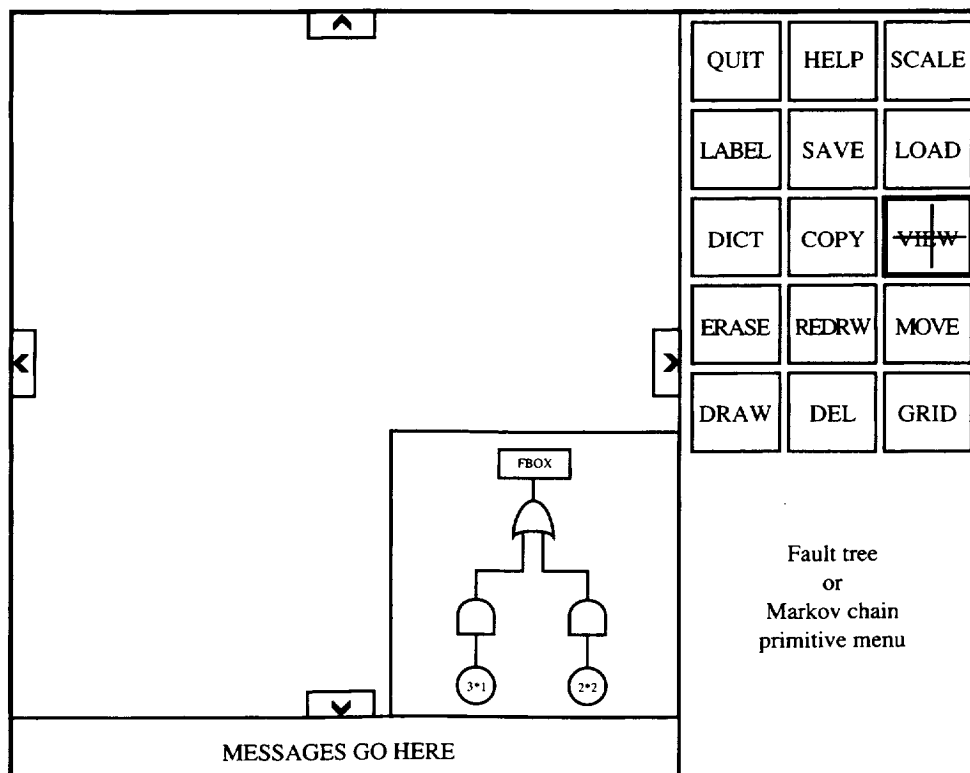 QUIT HELP SCALE
LABEL SAVE LOAD
DICT COPY VIEW
ERASE REDRW MOVE
DRAW DEL GRID
FBOX
3*1 2*2
Fault tree
or
Markov chain
primitive menu
MESSAGES GO HERE